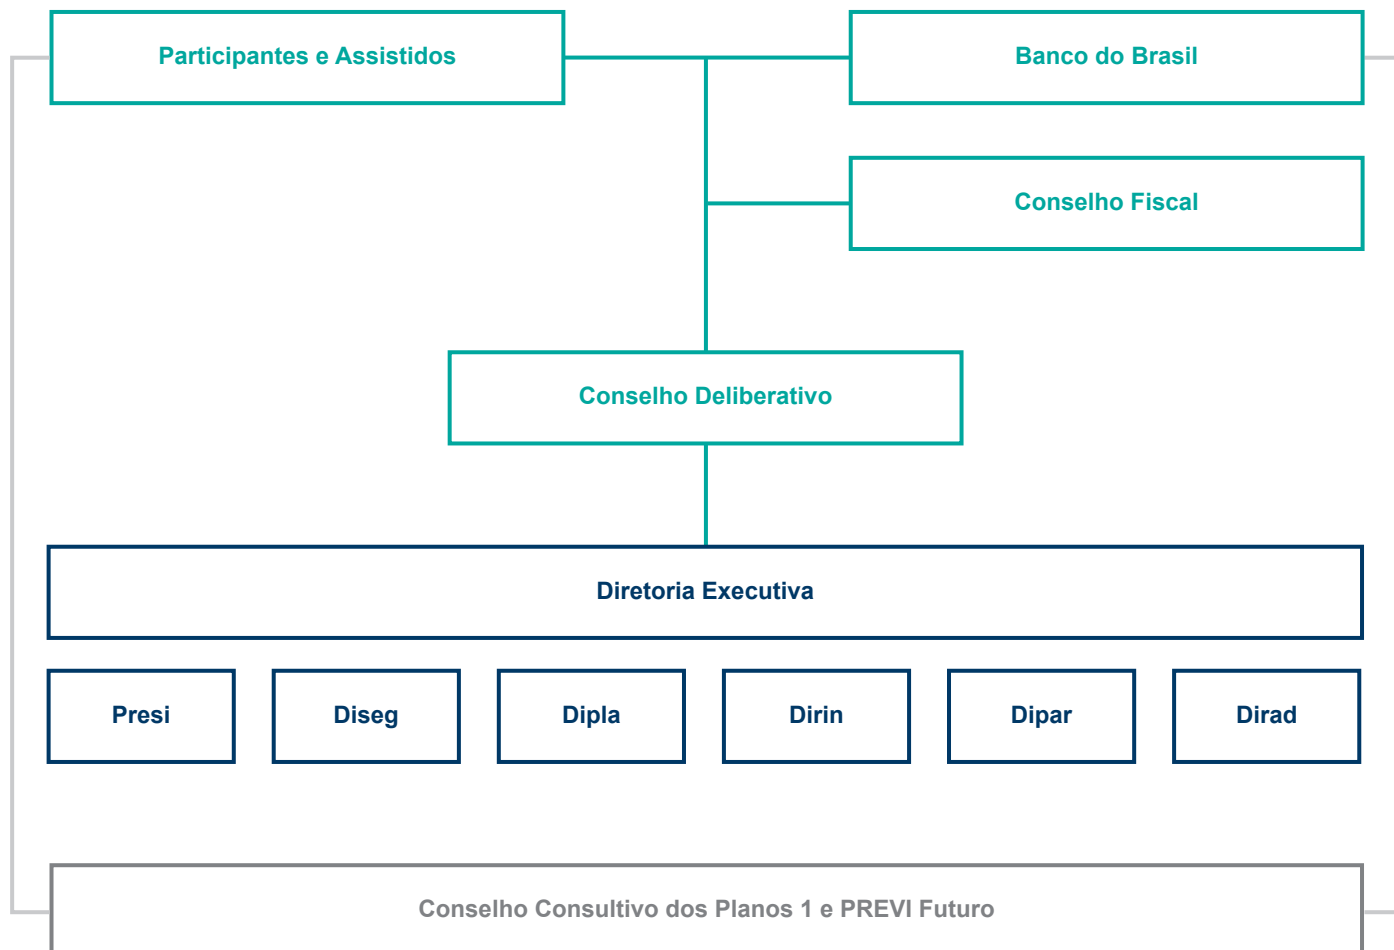 Participantes e Assistidos
Banco do Brasil
Conselho Fiscal
Conselho Deliberativo
Diretoria Executiva
Presi
Diseg
Dipla
Dirin
Dipar
Dirad
Conselho Consultivo dos Planos 1 e PREVI Futuro